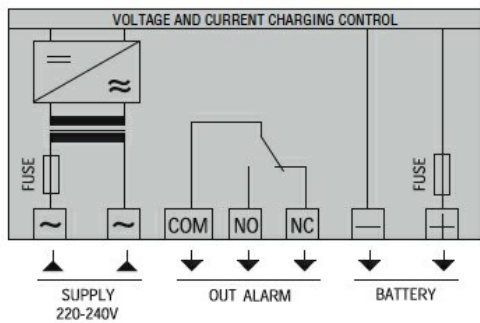 VOLTAGE AND CURRENT CHARGING CONTROL
FUSE
FUSE
~ ~ COM NO NC — +
SUPPLY OUT ALARM BATTERY
220-240V